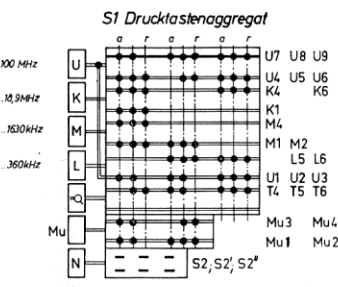 S1 Drucktastenaggregat
a r a r a r
100 MHz U U7 U8 U9
U4 U5 U6
..18,9MHz K K4 K6
K1
..1630kHz M M4
M1 M2
..360kHz L L5 L6
U1 U2 U3
T4 T5 T6
Mu Mu3 Mu4
M Mu1 Mu2
N S2, S2', S2"